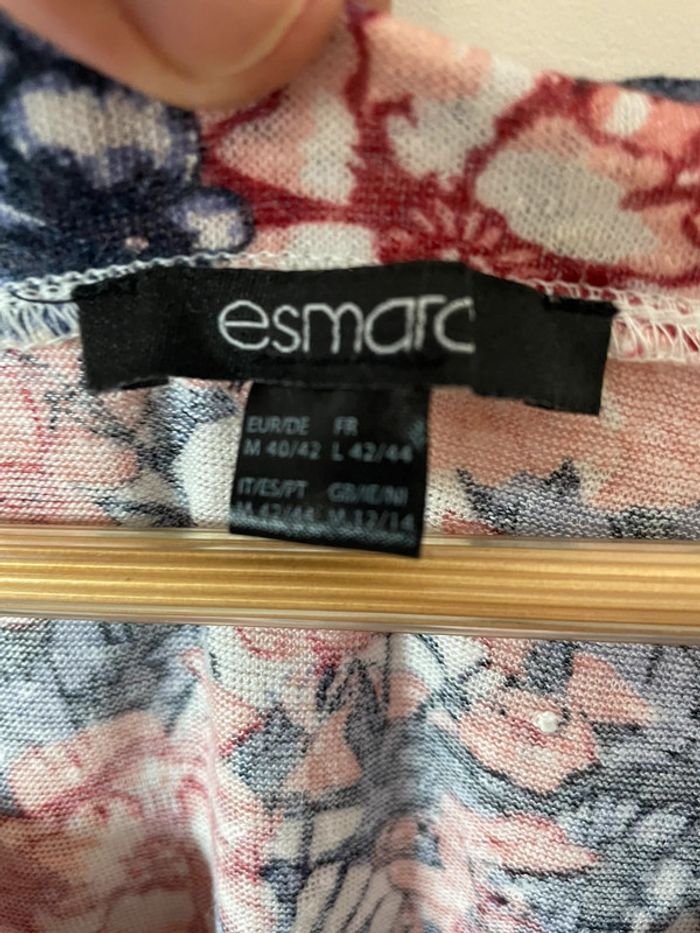 esmara
EUR/DE FR
M 40/42 L 42/44
IT/ES/PT GB/IE/NI
M 42/44 M 12/14